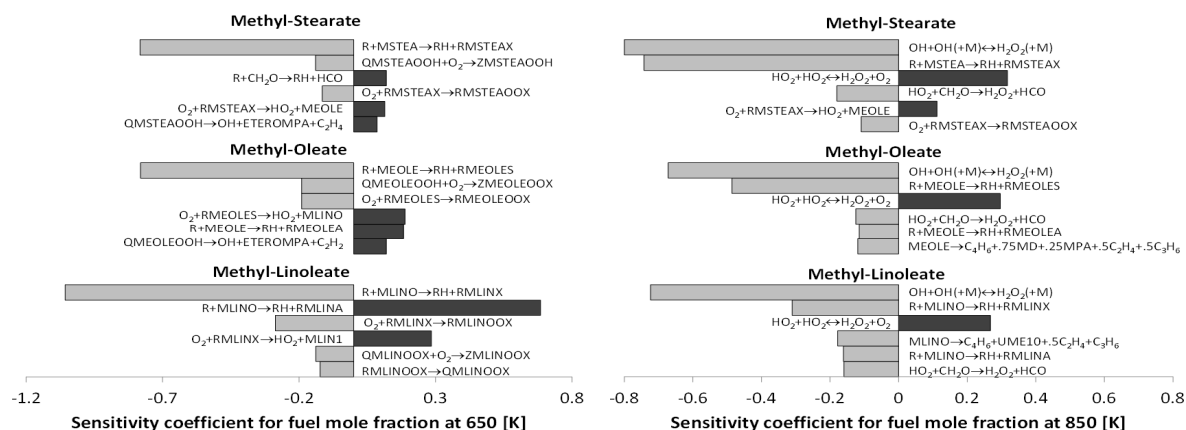 Methyl-Stearate
R+MSTEA→RH+RMSTEAX
QMSTEAOOH+O₂→ZMSTEAOOH
R+CH₂O→RH+HCO
O₂+RMSTEAX→RMSTEAOOX
O₂+RMSTEAX→HO₂+MEOLE
QMSTEAOOH→OH+ETEROMPA+C₂H₄
Methyl-Oleate
R+MEOLE→RH+RMEOLES
QMEOLEOOH+O₂→ZMEOLEOOX
O₂+RMEOLES→RMEOLEOOX
O₂+RMEOLES→HO₂+MLINO
R+MEOLE→RH+RMEOLEA
QMEOLEOOH→OH+ETEROMPA+C₂H₂
Methyl-Linoleate
R+MLINO→RH+RMLINX
R+MLINO→RH+RMLINA
O₂+RMLINX→RMLINOOX
O₂+RMLINX→HO₂+MLIN1
QMLINOOX+O₂→ZMLINOOX
RMLINOOX→QMLINOOX
-1.2 -0.7 -0.2 0.3 0.8
Sensitivity coefficient for fuel mole fraction at 650 [K]
Methyl-Stearate
OH+OH(+M)↔H₂O₂(+M)
R+MSTEA→RH+RMSTEAX
HO₂+HO₂↔H₂O₂+O₂
HO₂+CH₂O→H₂O₂+HCO
O₂+RMSTEAX→HO₂+MEOLE
O₂+RMSTEAX→RMSTEAOOX
Methyl-Oleate
OH+OH(+M)↔H₂O₂(+M)
R+MEOLE→RH+RMEOLES
HO₂+HO₂↔H₂O₂+O₂
HO₂+CH₂O→H₂O₂+HCO
R+MEOLE→RH+RMEOLEA
MEOLE→C₄H₆+.75MD+.25MPA+.5C₂H₄+.5C₃H₆
Methyl-Linoleate
OH+OH(+M)↔H₂O₂(+M)
R+MLINO→RH+RMLINX
HO₂+HO₂↔H₂O₂+O₂
MLINO→C₄H₆+UME10+.5C₂H₄+C₃H₆
R+MLINO→RH+RMLINA
HO₂+CH₂O→H₂O₂+HCO
-0.8 -0.6 -0.4 -0.2 0 0.2 0.4 0.6 0.8
Sensitivity coefficient for fuel mole fraction at 850 [K]